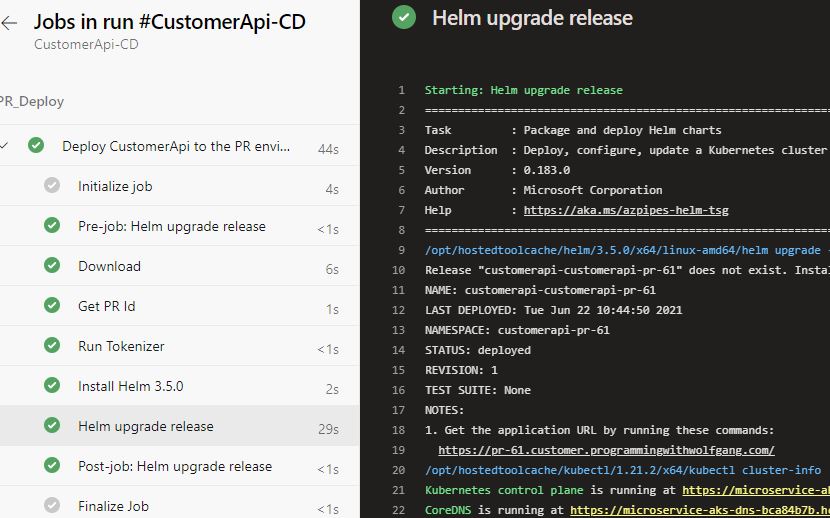 Jobs in run #CustomerApi-CD
CustomerApi-CD
PR_Deploy
Deploy CustomerApi to the PR envi... 44s
Initialize job 4s
Pre-job: Helm upgrade release <1s
Download 6s
Get PR Id 1s
Run Tokenizer <1s
Install Helm 3.5.0 2s
Helm upgrade release 29s
Post-job: Helm upgrade release <1s
Finalize Job <1s
Helm upgrade release
1 Starting: Helm upgrade release
2 ==============================================================
3 Task : Package and deploy Helm charts
4 Description : Deploy, configure, update a Kubernetes cluster
5 Version : 0.183.0
6 Author : Microsoft Corporation
7 Help : https://aka.ms/azpipes-helm-tsg
8 ==============================================================
9 /opt/hostedtoolcache/helm/3.5.0/x64/linux-amd64/helm upgrade -
10 Release "customerapi-customerapi-pr-61" does not exist. Instal
11 NAME: customerapi-customerapi-pr-61
12 LAST DEPLOYED: Tue Jun 22 10:44:50 2021
13 NAMESPACE: customerapi-pr-61
14 STATUS: deployed
15 REVISION: 1
16 TEST SUITE: None
17 NOTES:
18 1. Get the application URL by running these commands:
19 https://pr-61.customer.programmingwithwolfgang.com/
20 /opt/hostedtoolcache/kubectl/1.21.2/x64/kubectl cluster-info
21 Kubernetes control plane is running at https://microservice-a
22 CoreDNS is running at https://microservice-aks-dns-bca84b7b.h